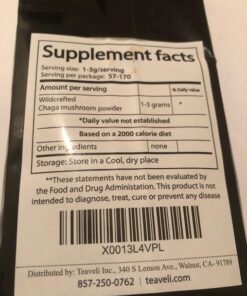 Supplement facts
Serving size: 1-3g/serving
Serving per package: 57-170
Amount per serving % Daily value
Wildcrafted
Chaga mushroom powder 1-3 grams *
*Daily value not established
Based on a 2000 calorie diet
Other ingredients none
Storage: Store in a Cool, dry place
**These statements have not been evaluated by
the Food and Drug Administation. This product is not
intended to diagnose, treat, cure or prevent any disease
X0013L4VPL
Distributed by: Teaveli Inc., 340 S Lemon Ave., Walnut, CA- 91789
857-250-0762 | teaveli.com